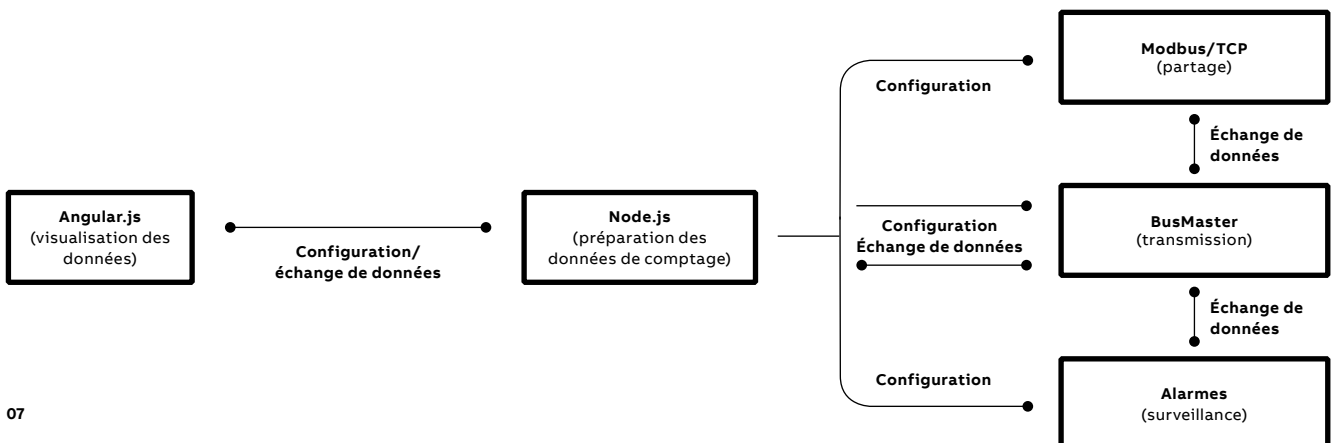 Modbus/TCP
(partage)
Configuration
Échange de
données
Angular.js
(visualisation des
données)
Configuration/
échange de données
Node.js
(préparation des
données de comptage)
Configuration
Échange de données
BusMaster
(transmission)
Échange de
données
Configuration
Alarmes
(surveillance)
07